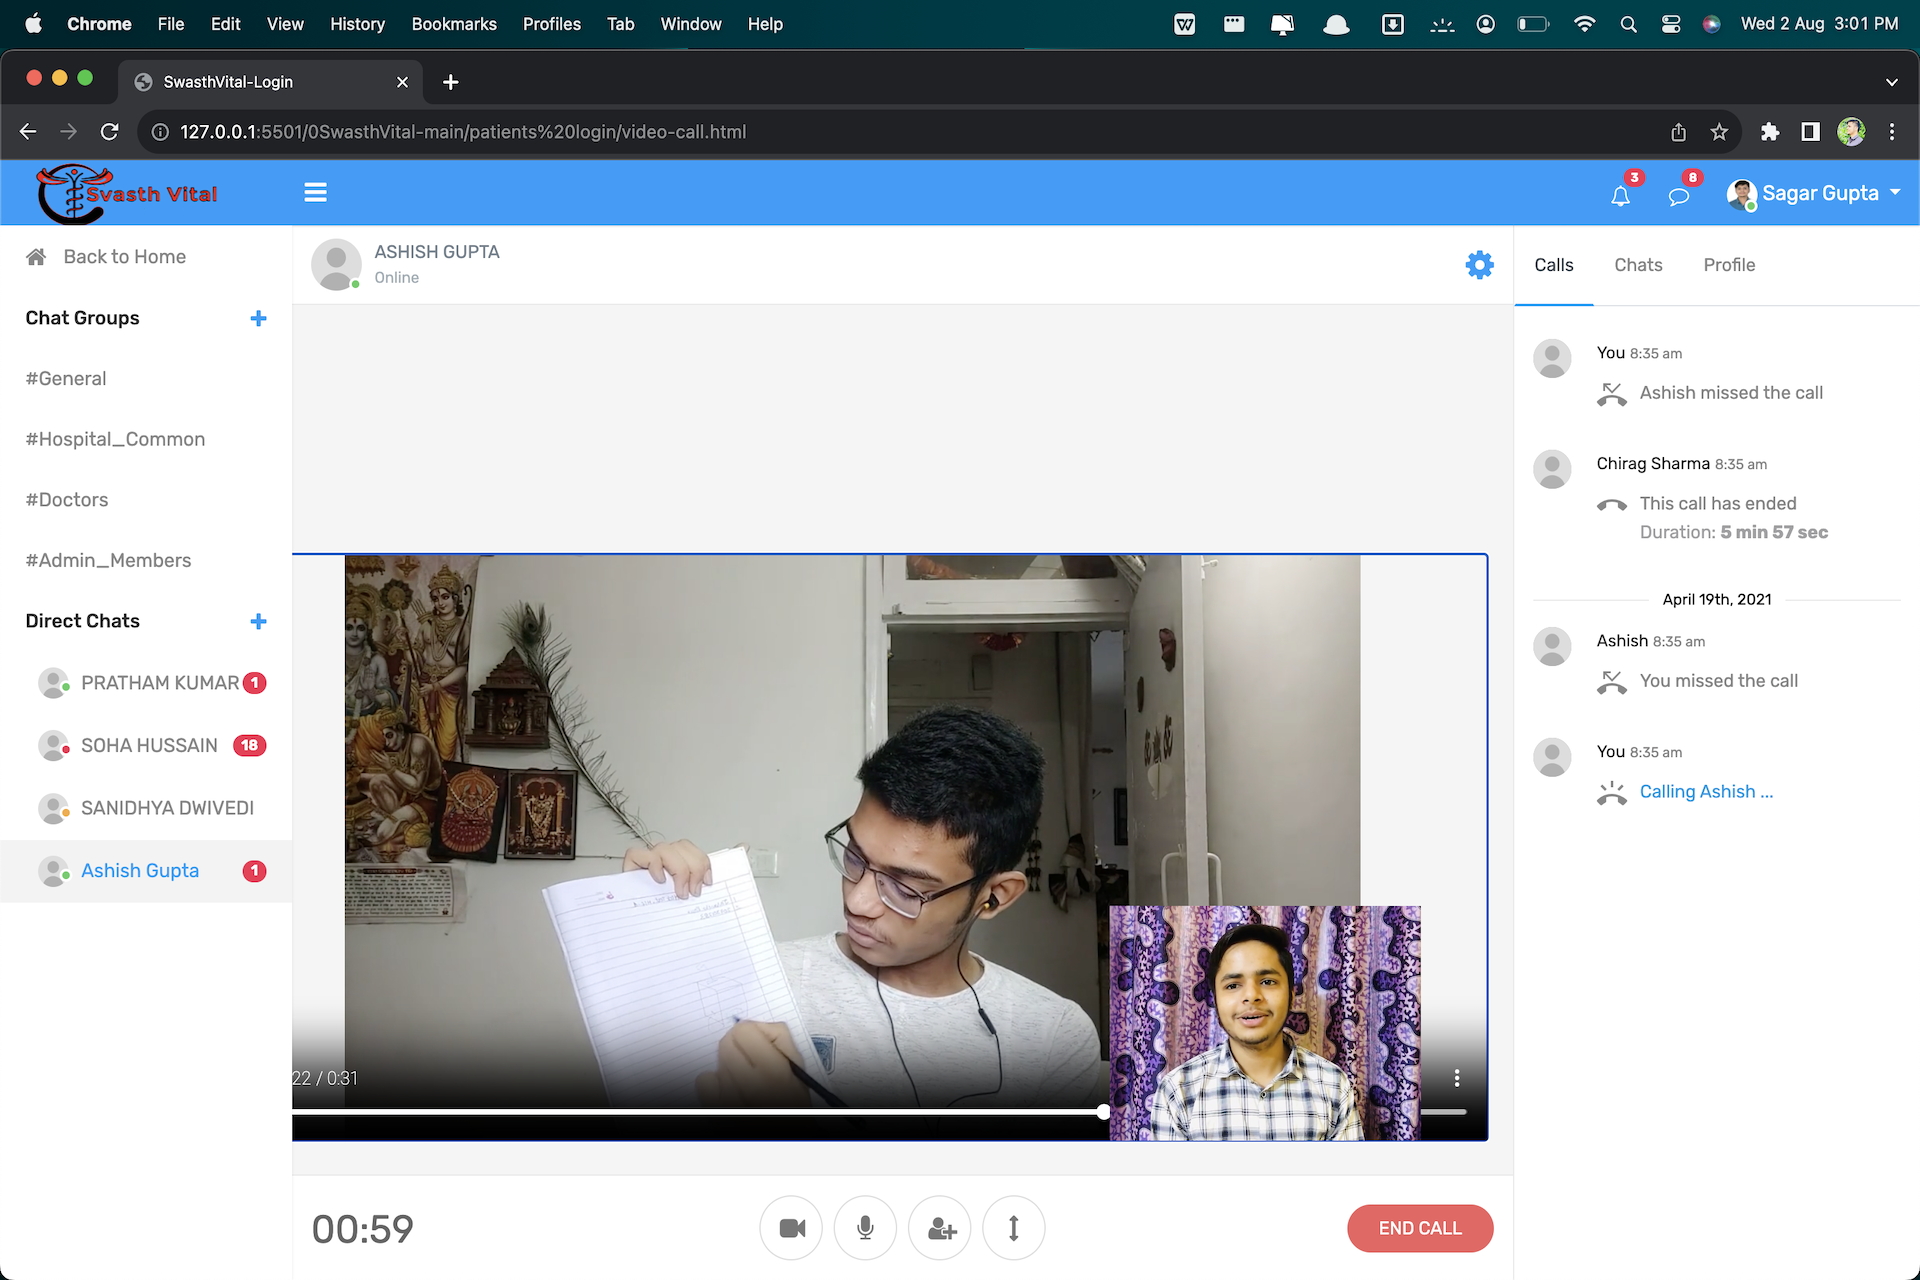 Chrome File Edit View History Bookmarks Profiles Tab Window Help Wed 2 Aug 3:01 PM
SwasthVital-Login
127.0.0.1:5501/0SwasthVital-main/patients%20login/video-call.html
Svasth Vital
3
8
Sagar Gupta
Back to Home
Chat Groups
#General
#Hospital_Common
#Doctors
#Admin_Members
Direct Chats
PRATHAM KUMAR 1
SOHA HUSSAIN 18
SANIDHYA DWIVEDI
Ashish Gupta 1
ASHISH GUPTA
Online
22 / 0:31
00:59
END CALL
Calls Chats Profile
You 8:35 am
Ashish missed the call
Chirag Sharma 8:35 am
This call has ended
Duration: 5 min 57 sec
April 19th, 2021
Ashish 8:35 am
You missed the call
You 8:35 am
Calling Ashish ...